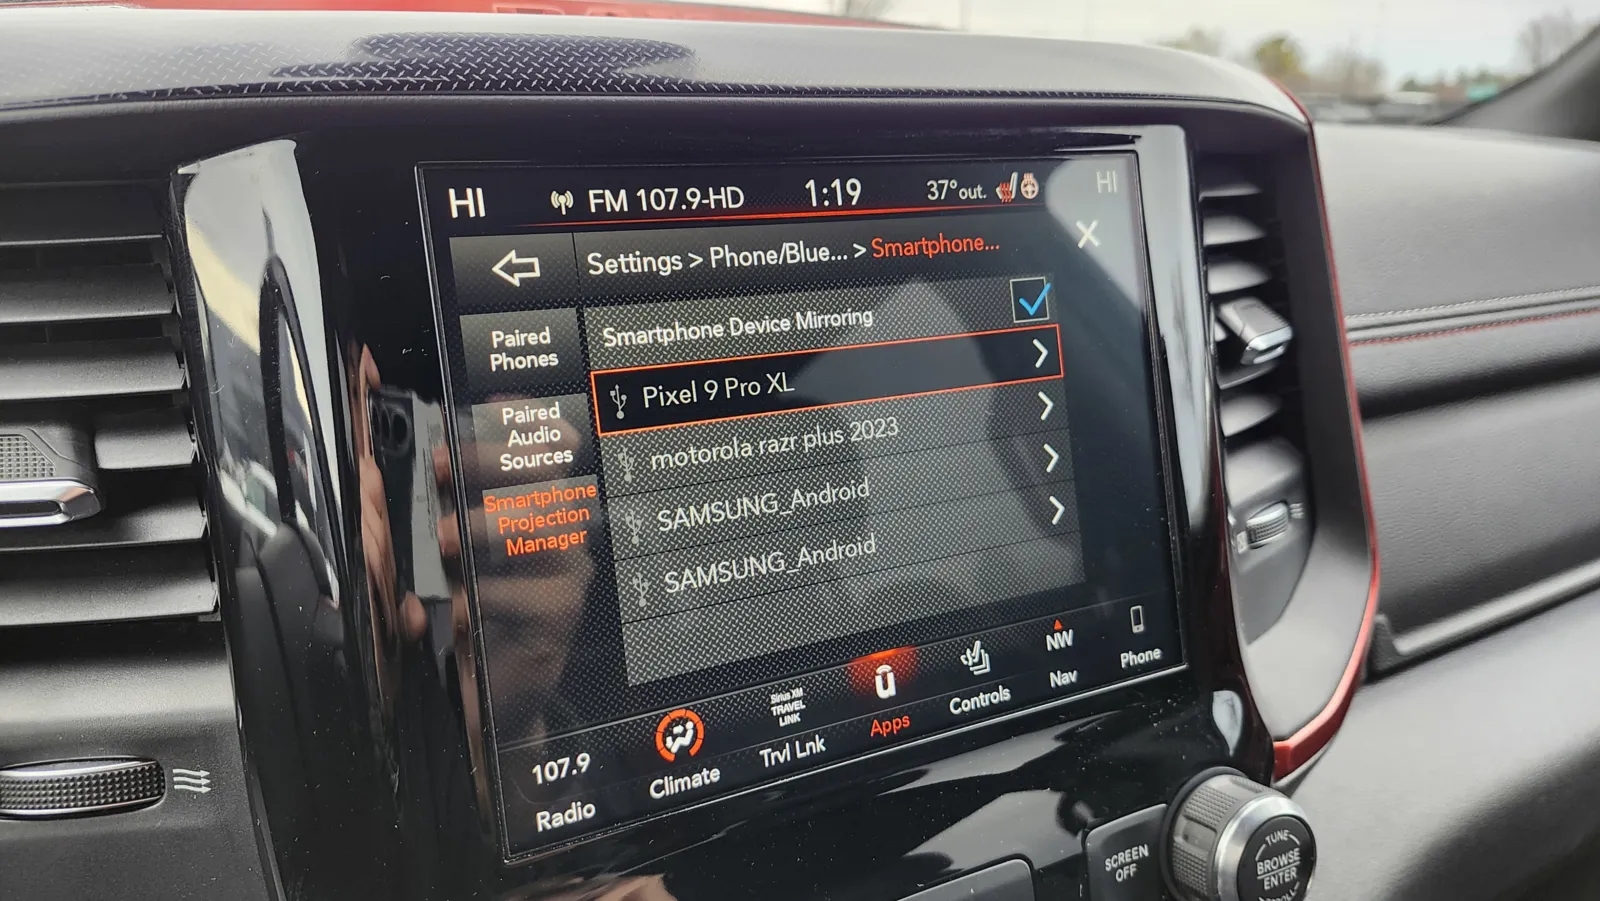 HI FM 107.9-HD 1:19 37°out. HI
Settings > Phone/Blue... > Smartphone...
Paired
Phones
Paired
Audio
Sources
Smartphone
Projection
Manager
Smartphone Device Mirroring
Pixel 9 Pro XL
motorola razr plus 2023
SAMSUNG_Android
SAMSUNG_Android
107.9
Radio
Climate
Sirius XM
TRAVEL
LINK
Trvl Lnk
Apps
Controls
NW
Nav
Phone
SCREEN
OFF
TUNE
BROWSE
ENTER